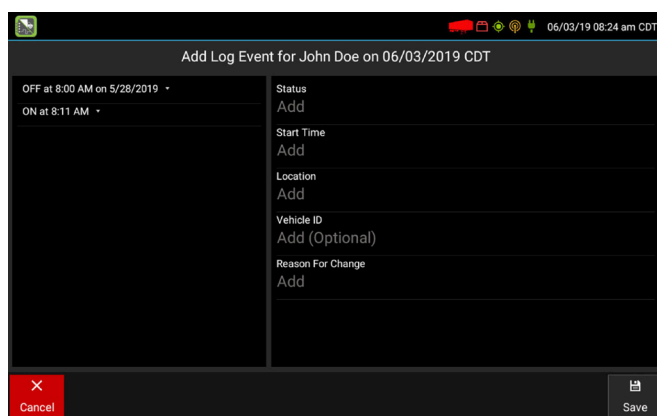 06/03/19 08:24 am CDT
Add Log Event for John Doe on 06/03/2019 CDT
OFF at 8:00 AM on 5/28/2019
ON at 8:11 AM
Status
Add
Start Time
Add
Location
Add
Vehicle ID
Add (Optional)
Reason For Change
Add
Cancel
Save